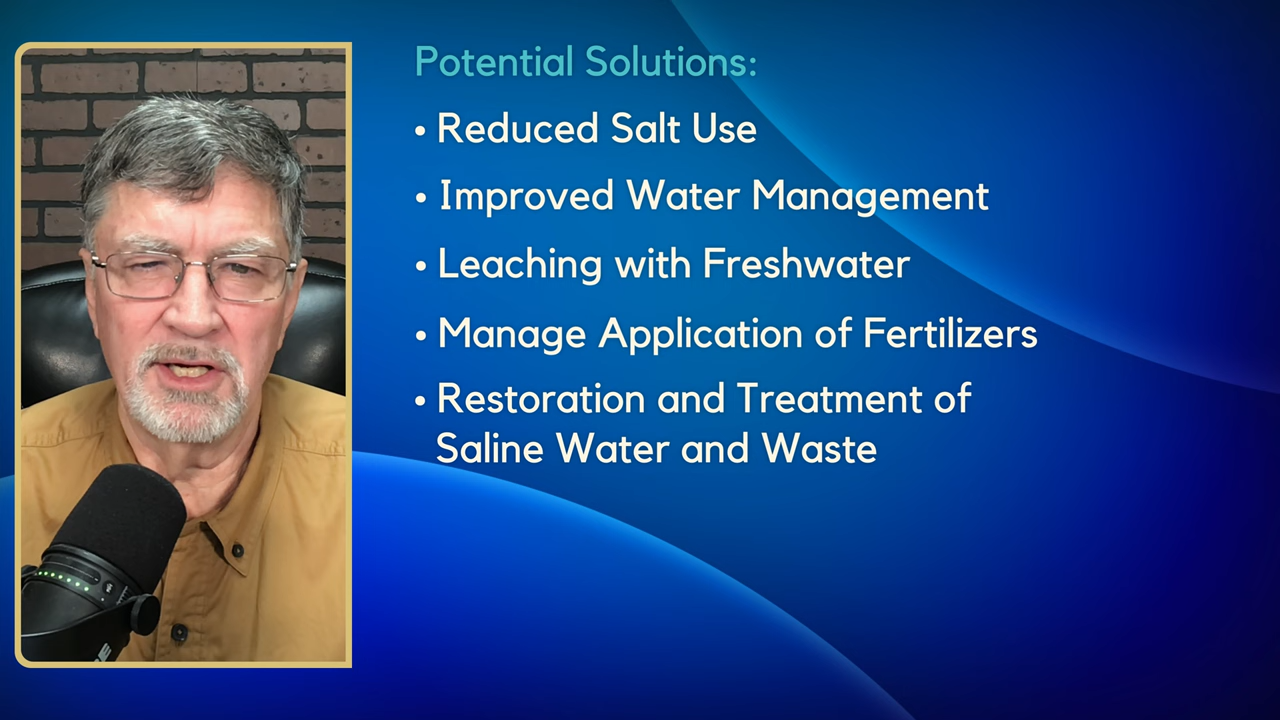 Potential Solutions:
• Reduced Salt Use
• Improved Water Management
• Leaching with Freshwater
• Manage Application of Fertilizers
• Restoration and Treatment of
Saline Water and Waste